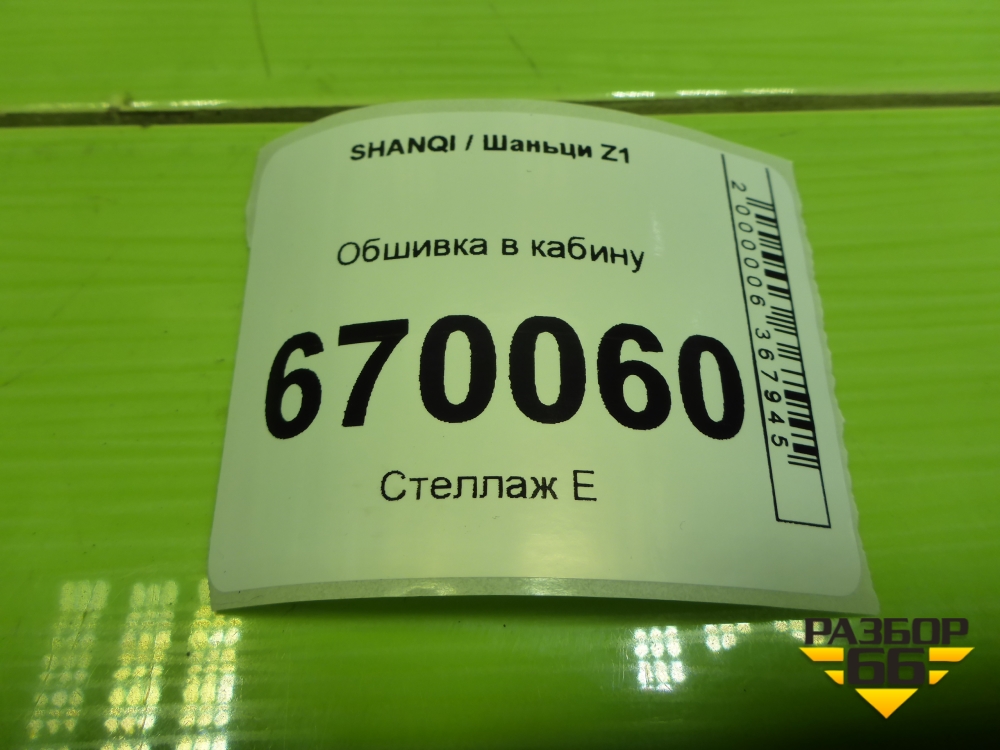 SHANQI / Шаньци Z1
Обшивка в кабину
670060
Стеллаж Е
2000006367945
РАЗБОР
66